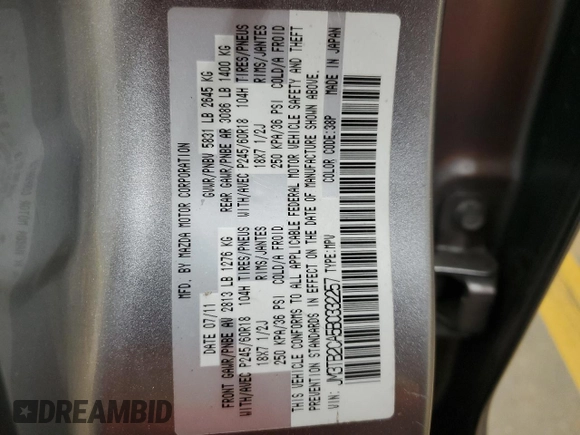 MFD. BY MAZDA MOTOR CORPORATION
DATE 07/11 GVWR/PNBV 5831 LB 2645 KG
FRONT GAWR/PNBE AV 2813 LB 1276 KG REAR GAWR/PNBE AR 3086 LB 1400 KG
WITH/AVEC P245/60R18 104H TIRES/PNEUS WITH/AVEC P245/60R18 104H TIRES/PNEUS
18X7 1/2J RIMS/JANTES 18X7 1/2J RIMS/JANTES
250 KPA/36 PSI COLD/A FROID 250 KPA/36 PSI COLD/A FROID
THIS VEHICLE CONFORMS TO ALL APPLICABLE FEDERAL MOTOR VEHICLE SAFETY AND THEFT
PREVENTION STANDARDS IN EFFECT ON THE DATE OF MANUFACTURE SHOWN ABOVE.
VIN: JM3TB2CA5B0332257 TYPE:MPV COLOR CODE:38P MADE IN JAPAN
AUTOBIDCAR